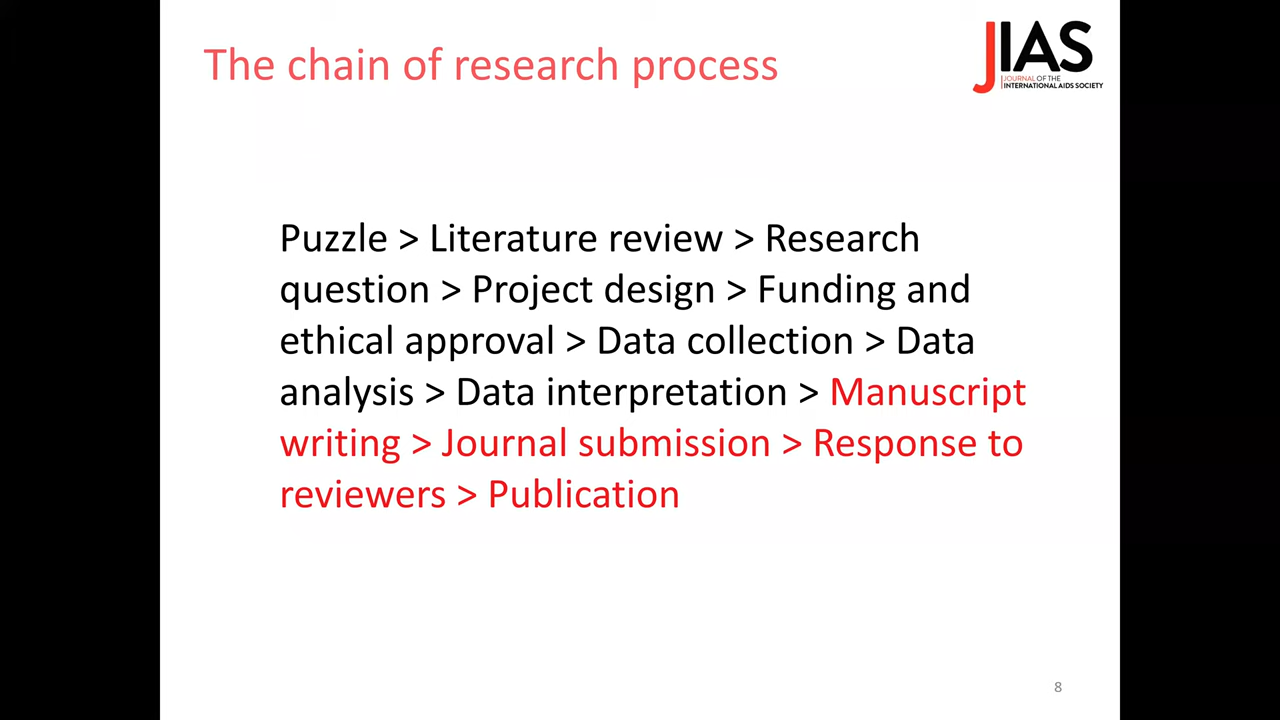 The chain of research process
JIAS
JOURNAL OF THE
INTERNATIONAL AIDS SOCIETY
Puzzle > Literature review > Research
question > Project design > Funding and
ethical approval > Data collection > Data
analysis > Data interpretation > Manuscript
writing > Journal submission > Response to
reviewers > Publication
8